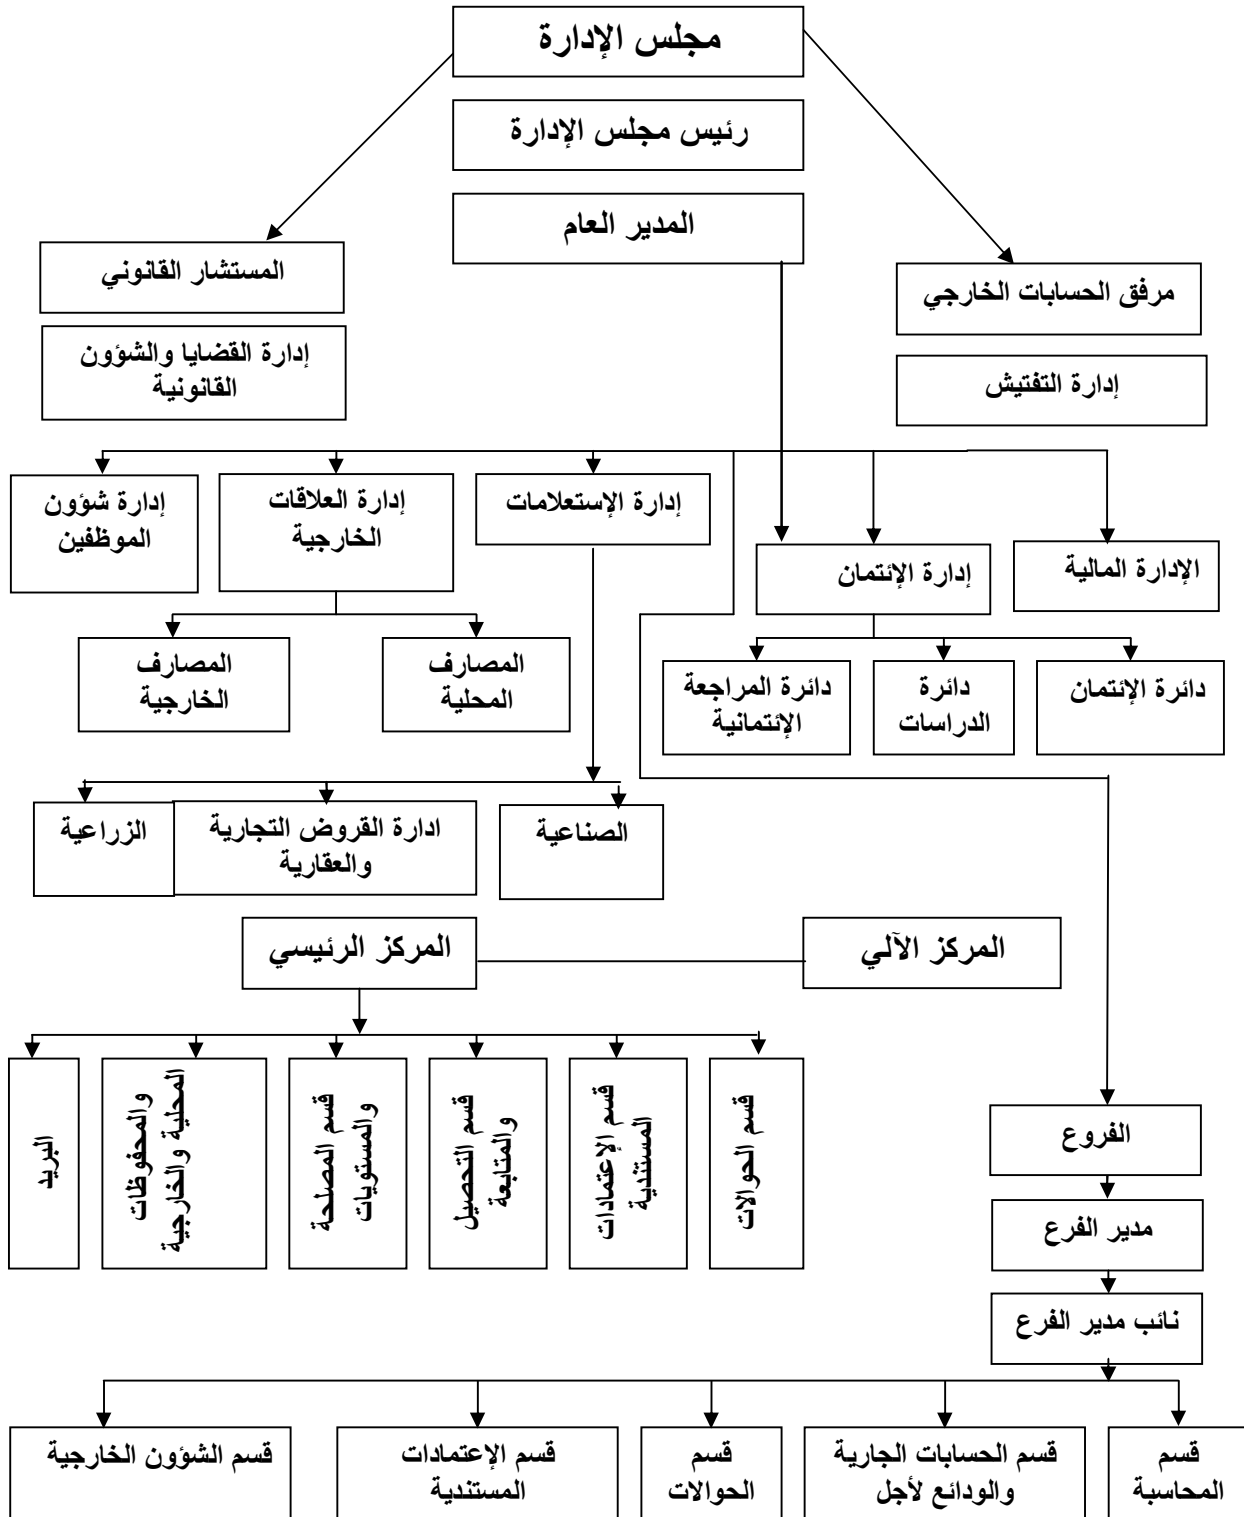 مجلس الإدارة
رئيس مجلس الإدارة
المدير العام
المستشار القانوني
مرفق الحسابات الخارجي
إدارة القضايا والشؤون
القانونية
إدارة التفتيش
الإدارة المالية
إدارة الإئتمان
إدارة الإستعلامات
إدارة العلاقات
الخارجية
إدارة شؤون
الموظفين
دائرة الإئتمان
دائرة
الدراسات
دائرة المراجعة
الإئتمانية
المصارف
المحلية
المصارف
الخارجية
الصناعية
ادارة القروض التجارية
والعقارية
الزراعية
المركز الآلي
المركز الرئيسي
قسم الحوالات
قسم الإعتمادات
المستندية
قسم التحصيل
والمتابعة
قسم المصلحة
والمستويات
المحلية والخارجية
والمحفوظات
البريد
الفروع
مدير الفرع
نائب مدير الفرع
قسم
المحاسبة
قسم الحسابات الجارية
والودائع لأجل
قسم
الحوالات
قسم الإعتمادات
المستندية
قسم الشؤون الخارجية